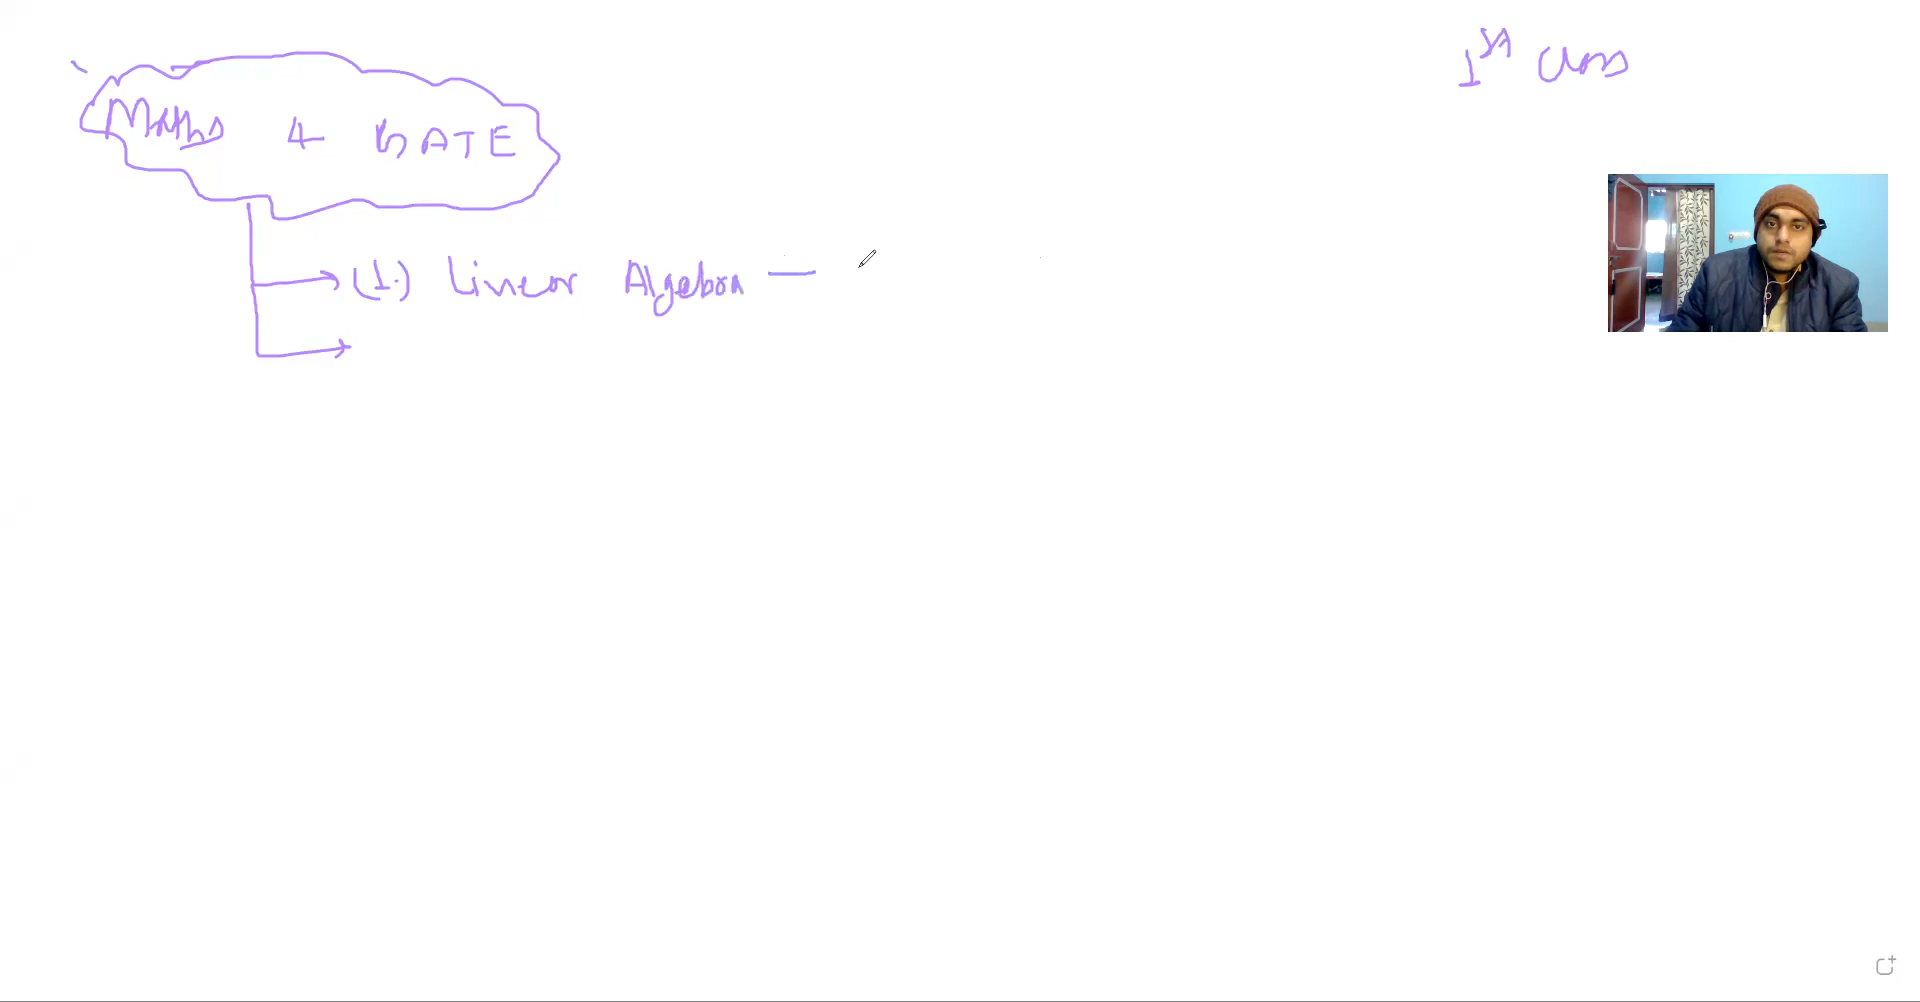 1st Class
Maths 4 GATE
(1.) Linear Algebra —